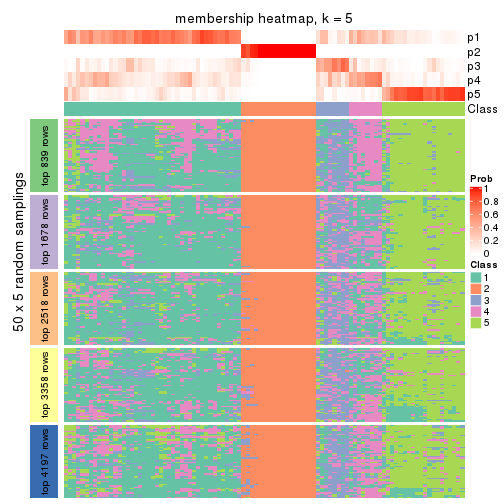 membership heatmap, k = 5
p1
p2
p3
p4
p5
Class
50 x 5 random samplings
top 839 rows
top 1678 rows
top 2518 rows
top 3358 rows
top 4197 rows
Prob
1
0.8
0.6
0.4
0.2
0
Class
1
2
3
4
5